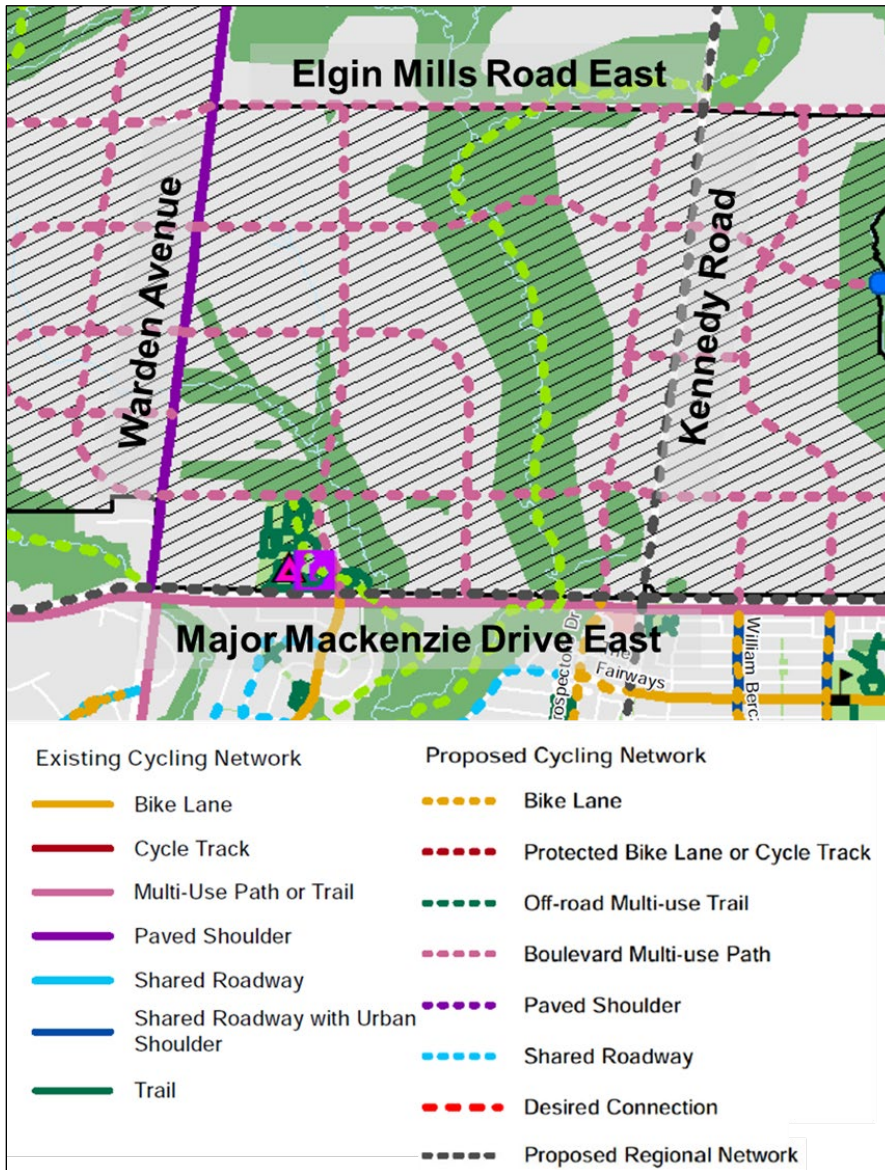 Elgin Mills Road East
Warden Avenue
Kennedy Road
Major Mackenzie Drive East
Fairways
William Berc
Existing Cycling Network
Bike Lane
Cycle Track
Multi-Use Path or Trail
Paved Shoulder
Shared Roadway
Shared Roadway with Urban
Shoulder
Trail
Proposed Cycling Network
Bike Lane
Protected Bike Lane or Cycle Track
Off-road Multi-use Trail
Boulevard Multi-use Path
Paved Shoulder
Shared Roadway
Desired Connection
Proposed Regional Network